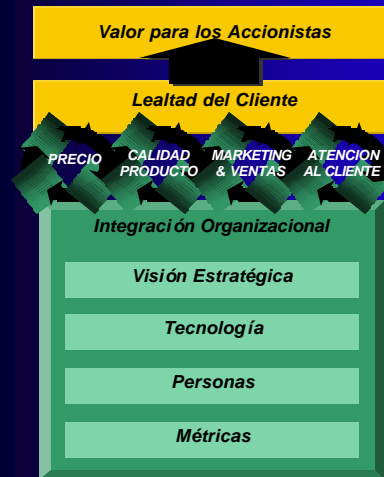 Valor para los Accionistas
Lealtad del Cliente
PRECIO
CALIDAD
PRODUCTO
MARKETING
& VENTAS
ATENCION
AL CLIENTE
Integración Organizacional
Visión Estratégica
Tecnología
Personas
Métricas